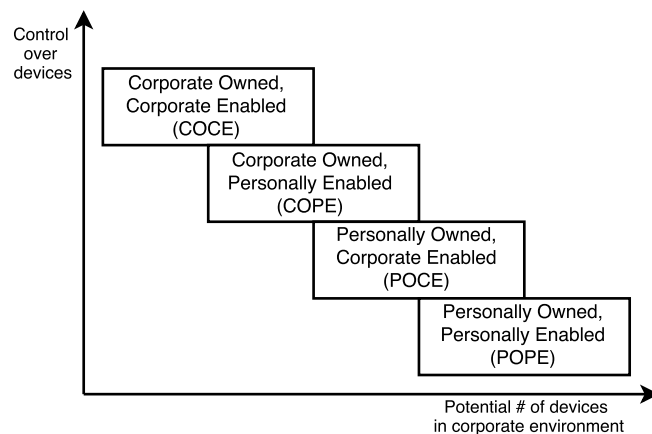 Control
over
devices
Corporate Owned,
Corporate Enabled
(COCE)
Corporate Owned,
Personally Enabled
(COPE)
Personally Owned,
Corporate Enabled
(POCE)
Personally Owned,
Personally Enabled
(POPE)
Potential # of devices
in corporate environment